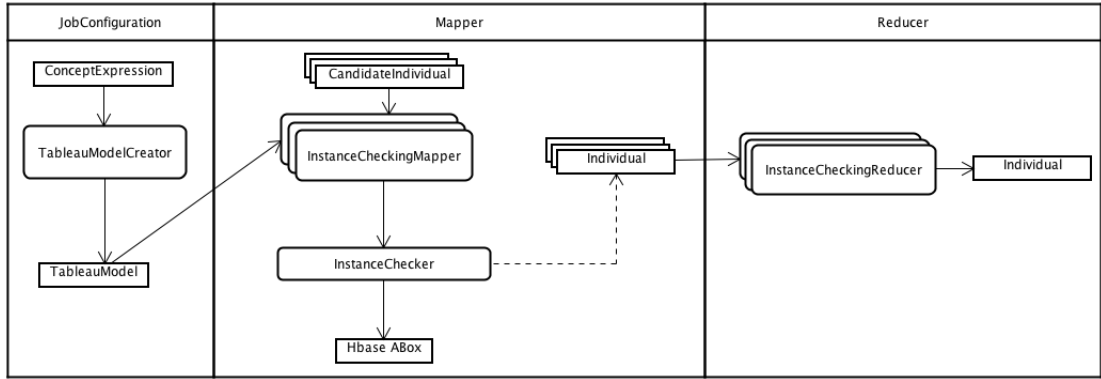 JobConfiguration
Mapper
Reducer
ConceptExpression
CandidateIndividual
TableauModelCreator
InstanceCheckingMapper
Individual
InstanceCheckingReducer
Individual
TableauModel
InstanceChecker
Hbase ABox